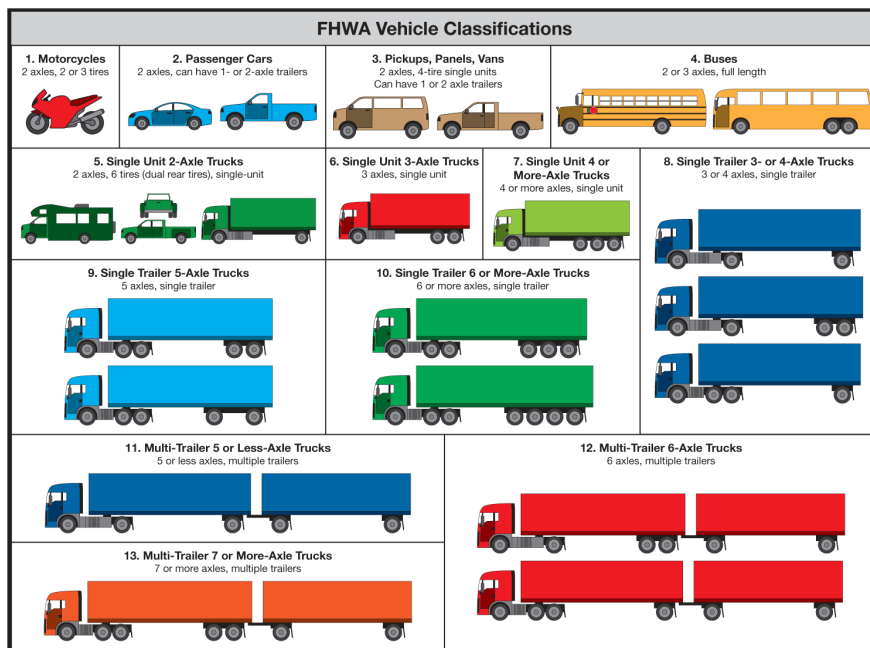 FHWA Vehicle Classifications
1. Motorcycles
2 axles, 2 or 3 tires
2. Passenger Cars
2 axles, can have 1- or 2-axle trailers
3. Pickups, Panels, Vans
2 axles, 4-tire single units
Can have 1 or 2 axle trailers
4. Buses
2 or 3 axles, full length
5. Single Unit 2-Axle Trucks
2 axles, 6 tires (dual rear tires), single-unit
6. Single Unit 3-Axle Trucks
3 axles, single unit
7. Single Unit 4 or
More-Axle Trucks
4 or more axles, single unit
8. Single Trailer 3- or 4-Axle Trucks
3 or 4 axles, single trailer
9. Single Trailer 5-Axle Trucks
5 axles, single trailer
10. Single Trailer 6 or More-Axle Trucks
6 or more axles, single trailer
11. Multi-Trailer 5 or Less-Axle Trucks
5 or less axles, multiple trailers
12. Multi-Trailer 6-Axle Trucks
6 axles, multiple trailers
13. Multi-Trailer 7 or More-Axle Trucks
7 or more axles, multiple trailers